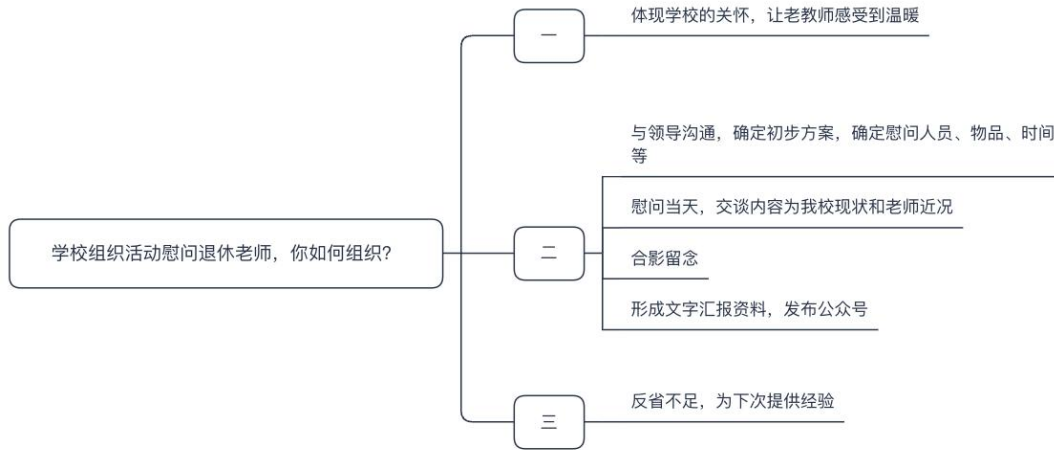 学校组织活动慰问退休老师，你如何组织？
一
体现学校的关怀，让老教师感受到温暖
二
与领导沟通，确定初步方案，确定慰问人员、物品、时间
等
慰问当天，交谈内容为我校现状和老师近况
合影留念
形成文字汇报资料，发布公众号
三
反省不足，为下次提供经验